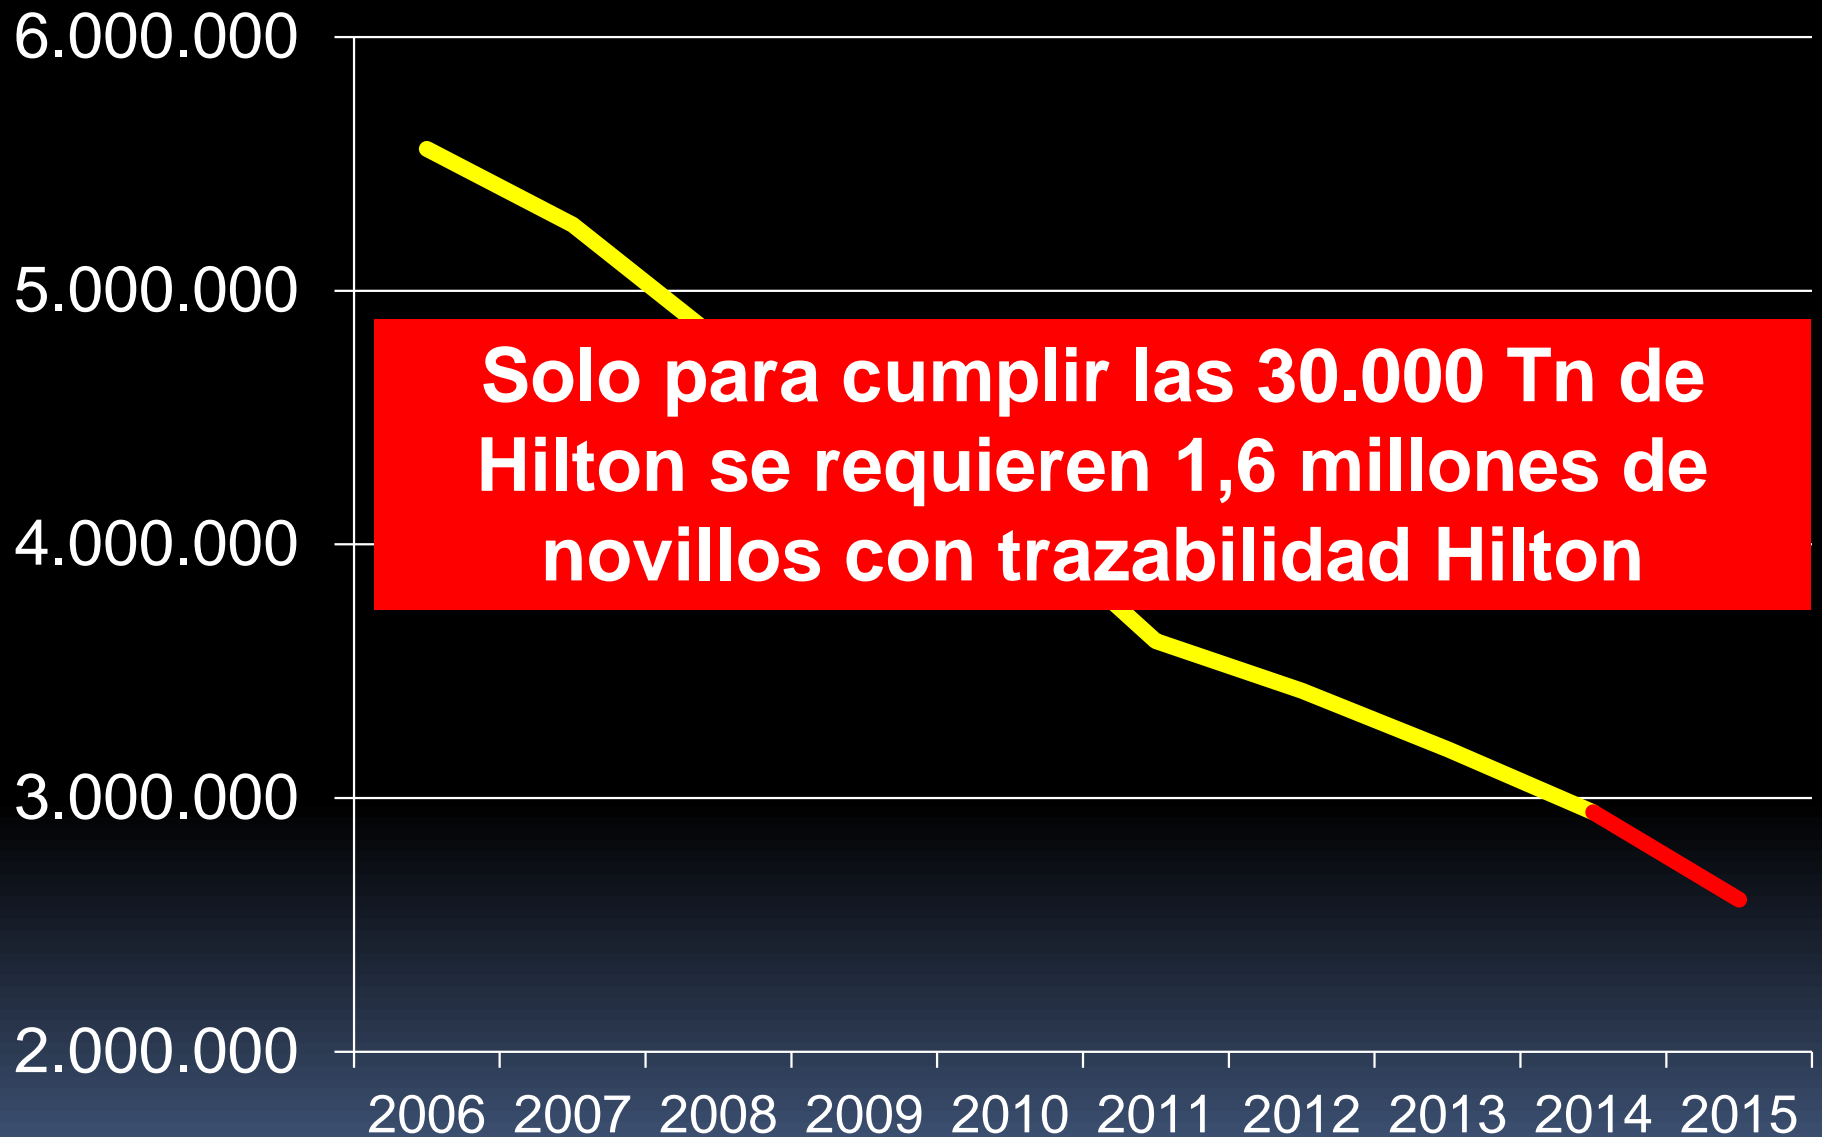 6.000.000
5.000.000
Solo para cumplir las 30.000 Tn de
Hilton se requieren 1,6 millones de
novillos con trazabilidad Hilton
4.000.000
3.000.000
2.000.000
2006 2007 2008 2009 2010 2011 2012 2013 2014 2015